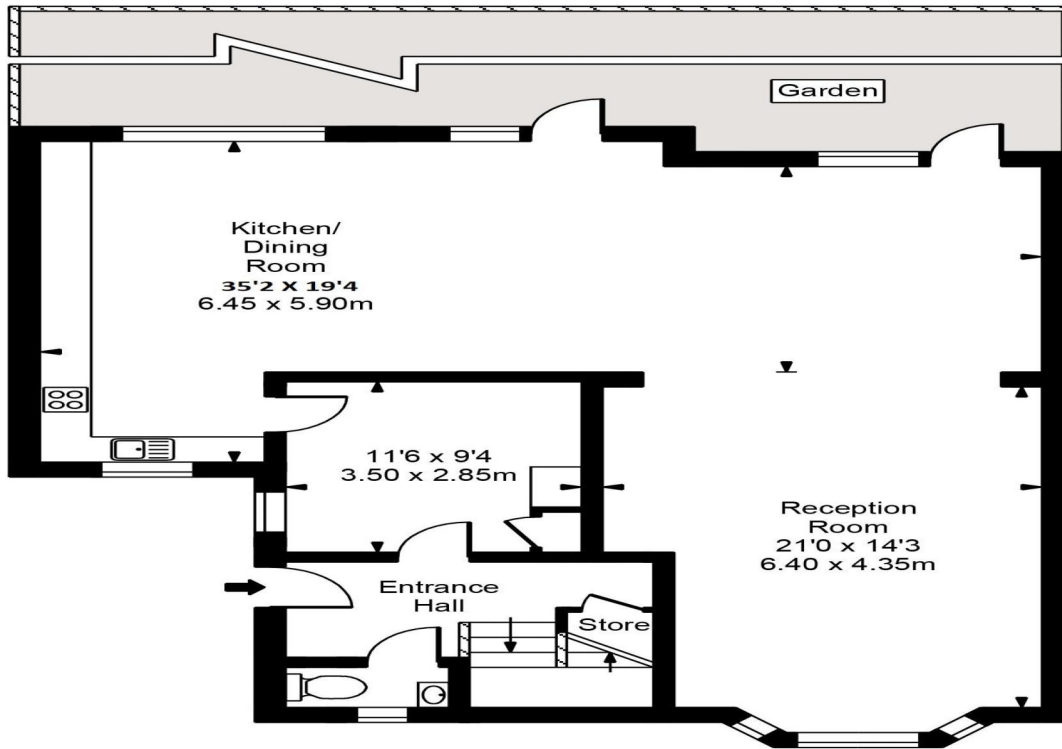 Garden
Kitchen/
Dining
Room
35'2 X 19'4
6.45 x 5.90m
11'6 x 9'4
3.50 x 2.85m
Reception
Room
21'0 x 14'3
6.40 x 4.35m
Entrance
Hall
Store